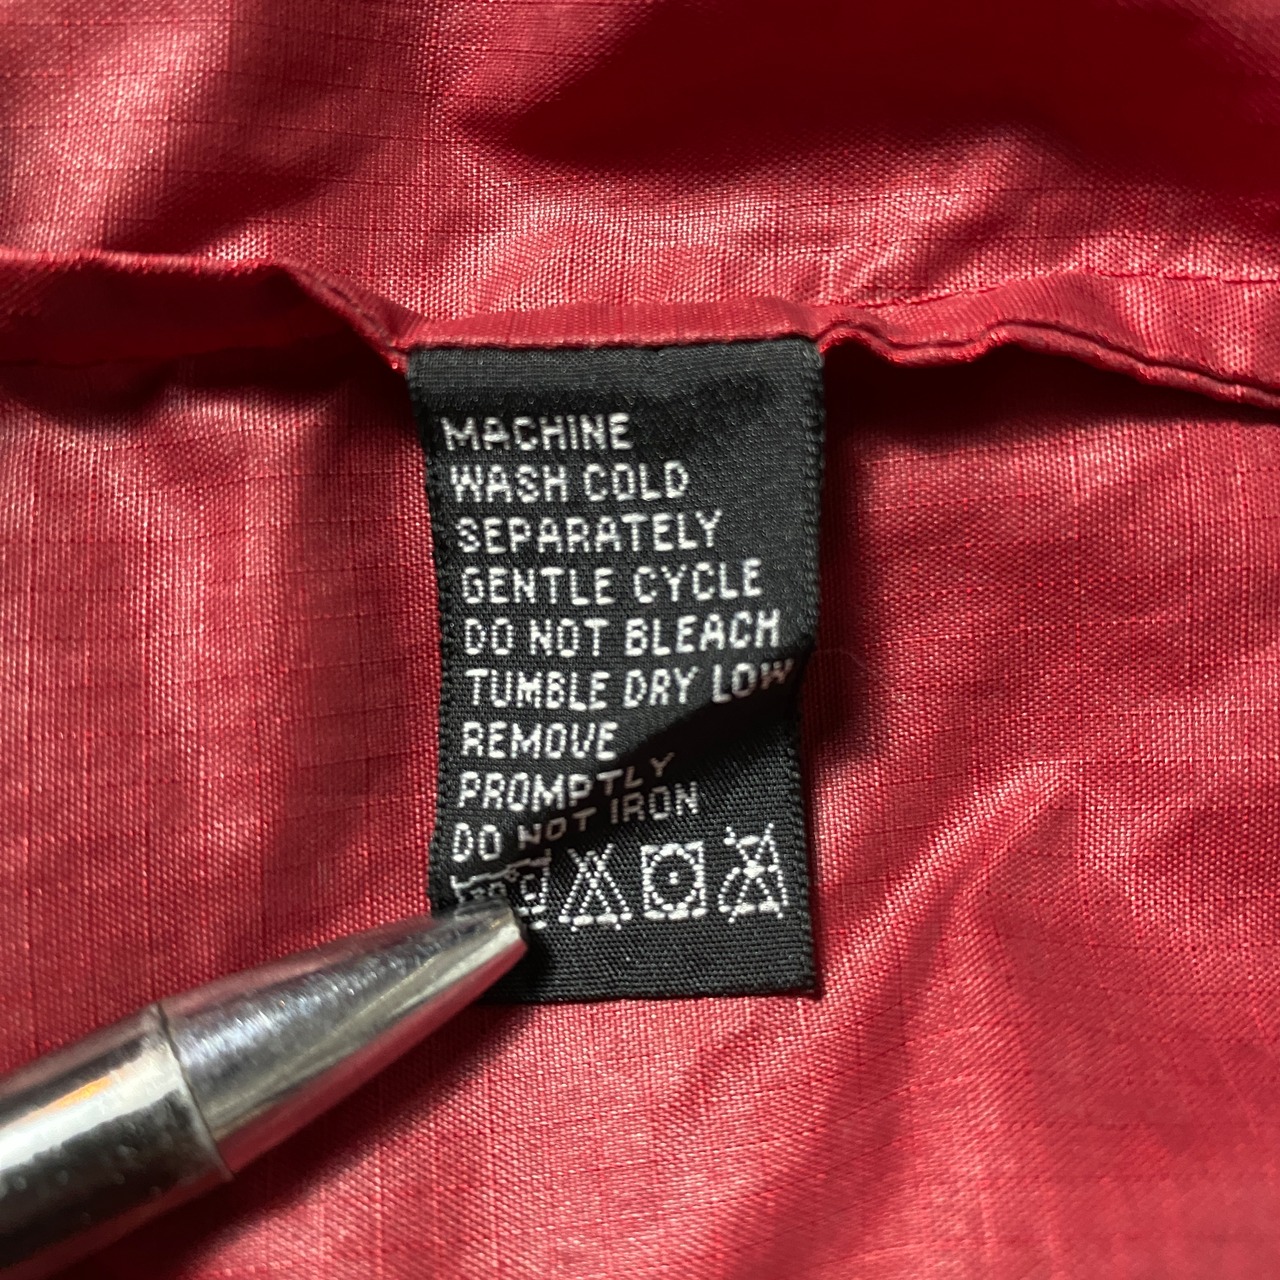 MACHINE
WASH COLD
SEPARATELY
GENTLE CYCLE
DO NOT BLEACH
TUMBLE DRY LOW
REMOVE
PROMPTLY
DO NOT IRON